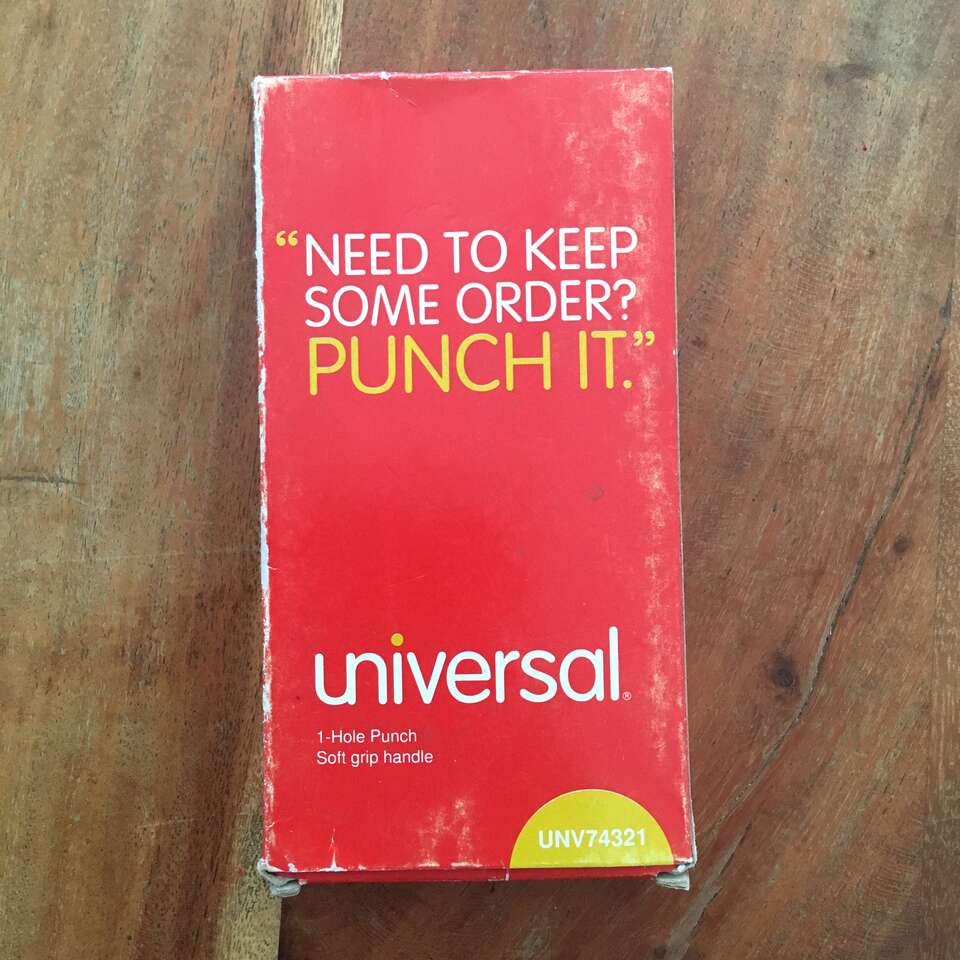 “NEED TO KEEP
SOME ORDER?
PUNCH IT.”
universal®
1-Hole Punch
Soft grip handle
UNV74321